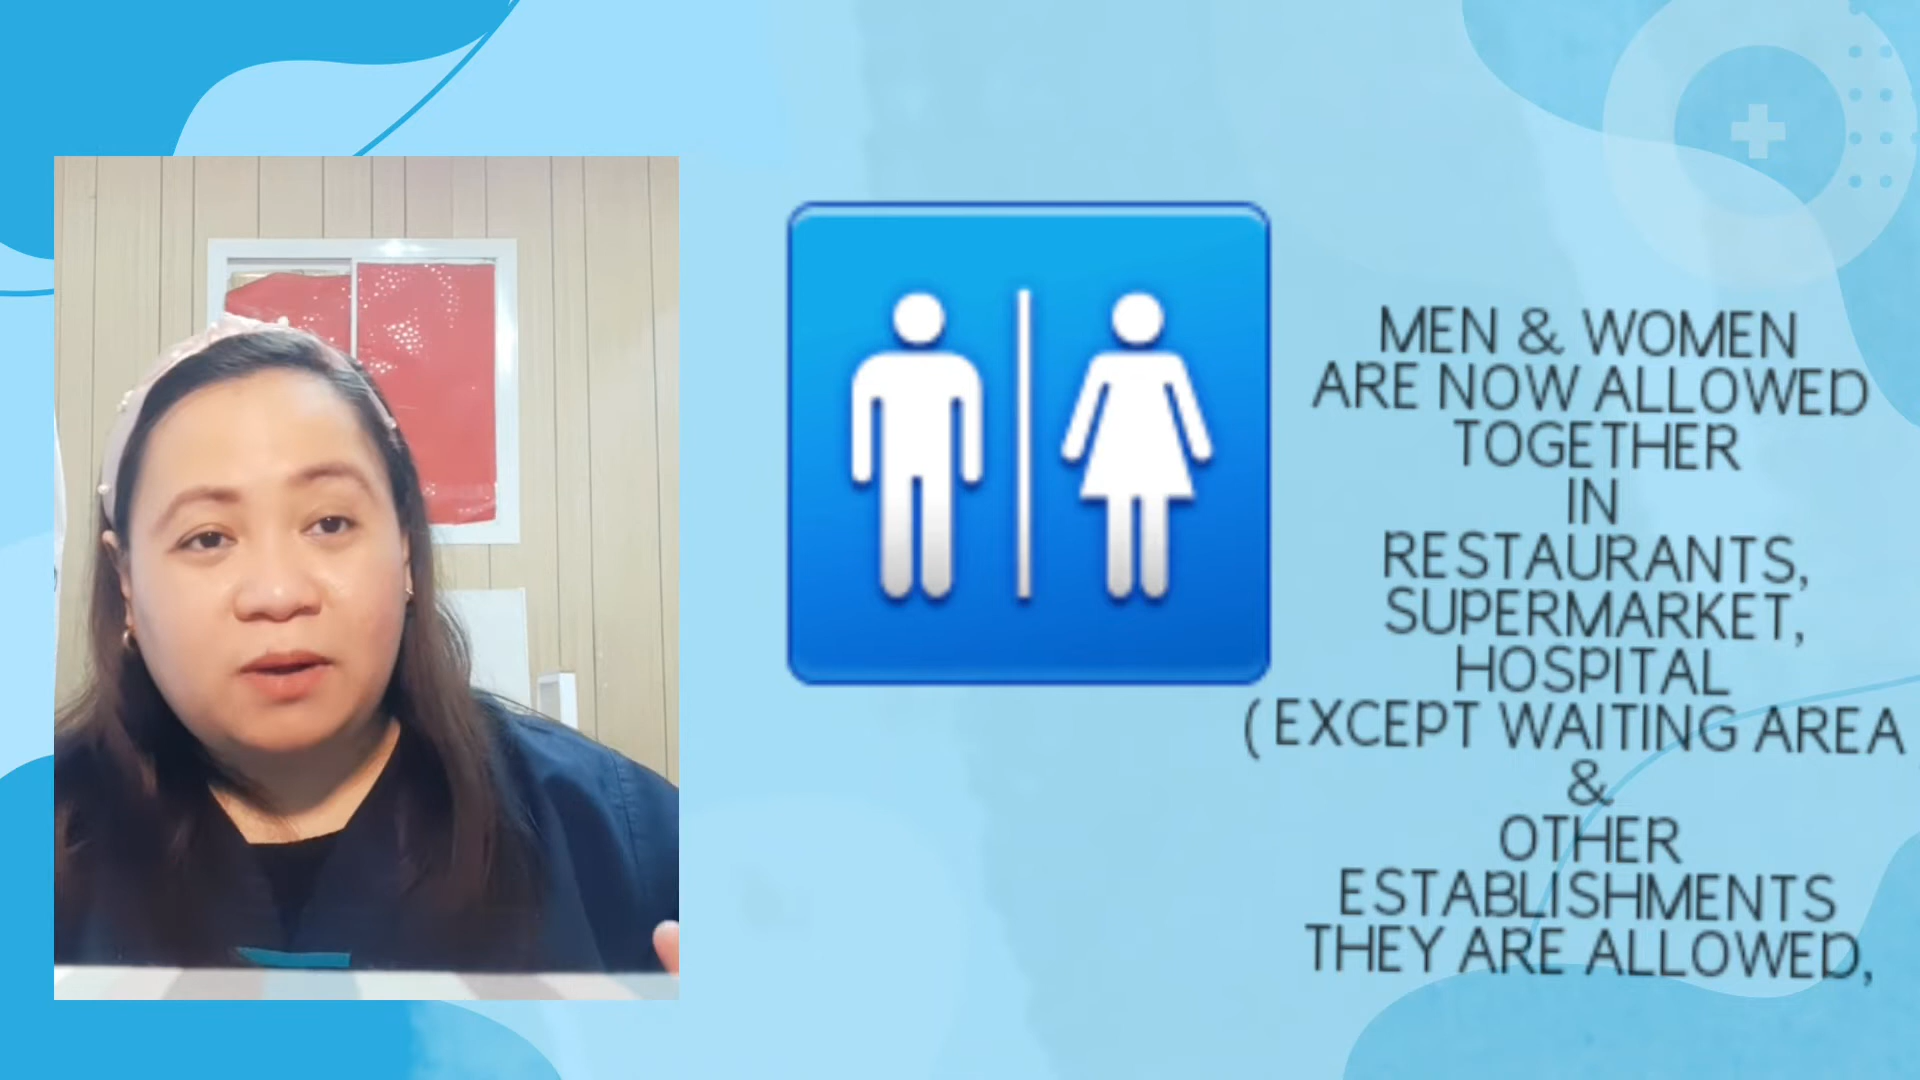 MEN & WOMEN
ARE NOW ALLOWED
TOGETHER
IN
RESTAURANTS,
SUPERMARKET,
HOSPITAL
(EXCEPT WAITING AREA
&
OTHER
ESTABLISHMENTS
THEY ARE ALLOWED,